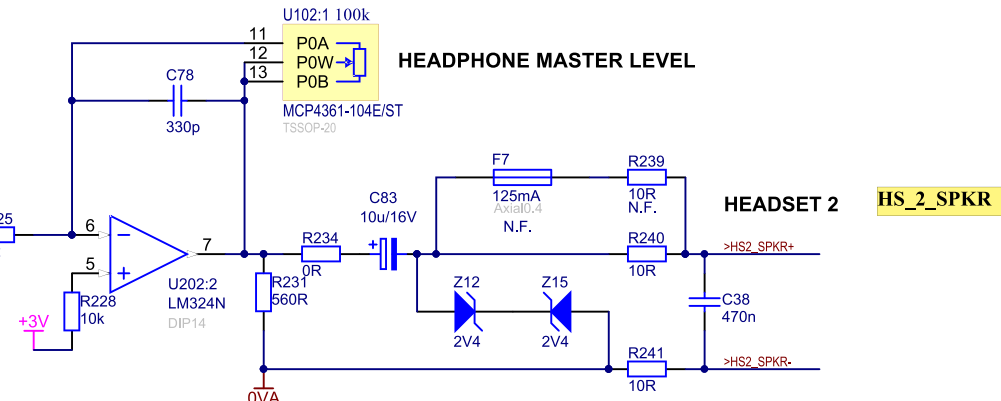 U102:1 100k
11
P0A
12
P0W
13
P0B
HEADPHONE MASTER LEVEL
MCP4361-104E/ST
TSSOP-20
C78
330p
25
6
5
7
U202:2
LM324N
DIP14
R228
10k
+3V
R231
560R
0VA
R234
0R
C83
10u/16V
+
F7
125mA
Axial0.4
N.F.
R239
10R
N.F.
R240
10R
Z12
2V4
Z15
2V4
R241
10R
HEADSET 2
HS_2_SPKR
>HS2_SPKR+
C38
470n
>HS2_SPKR-